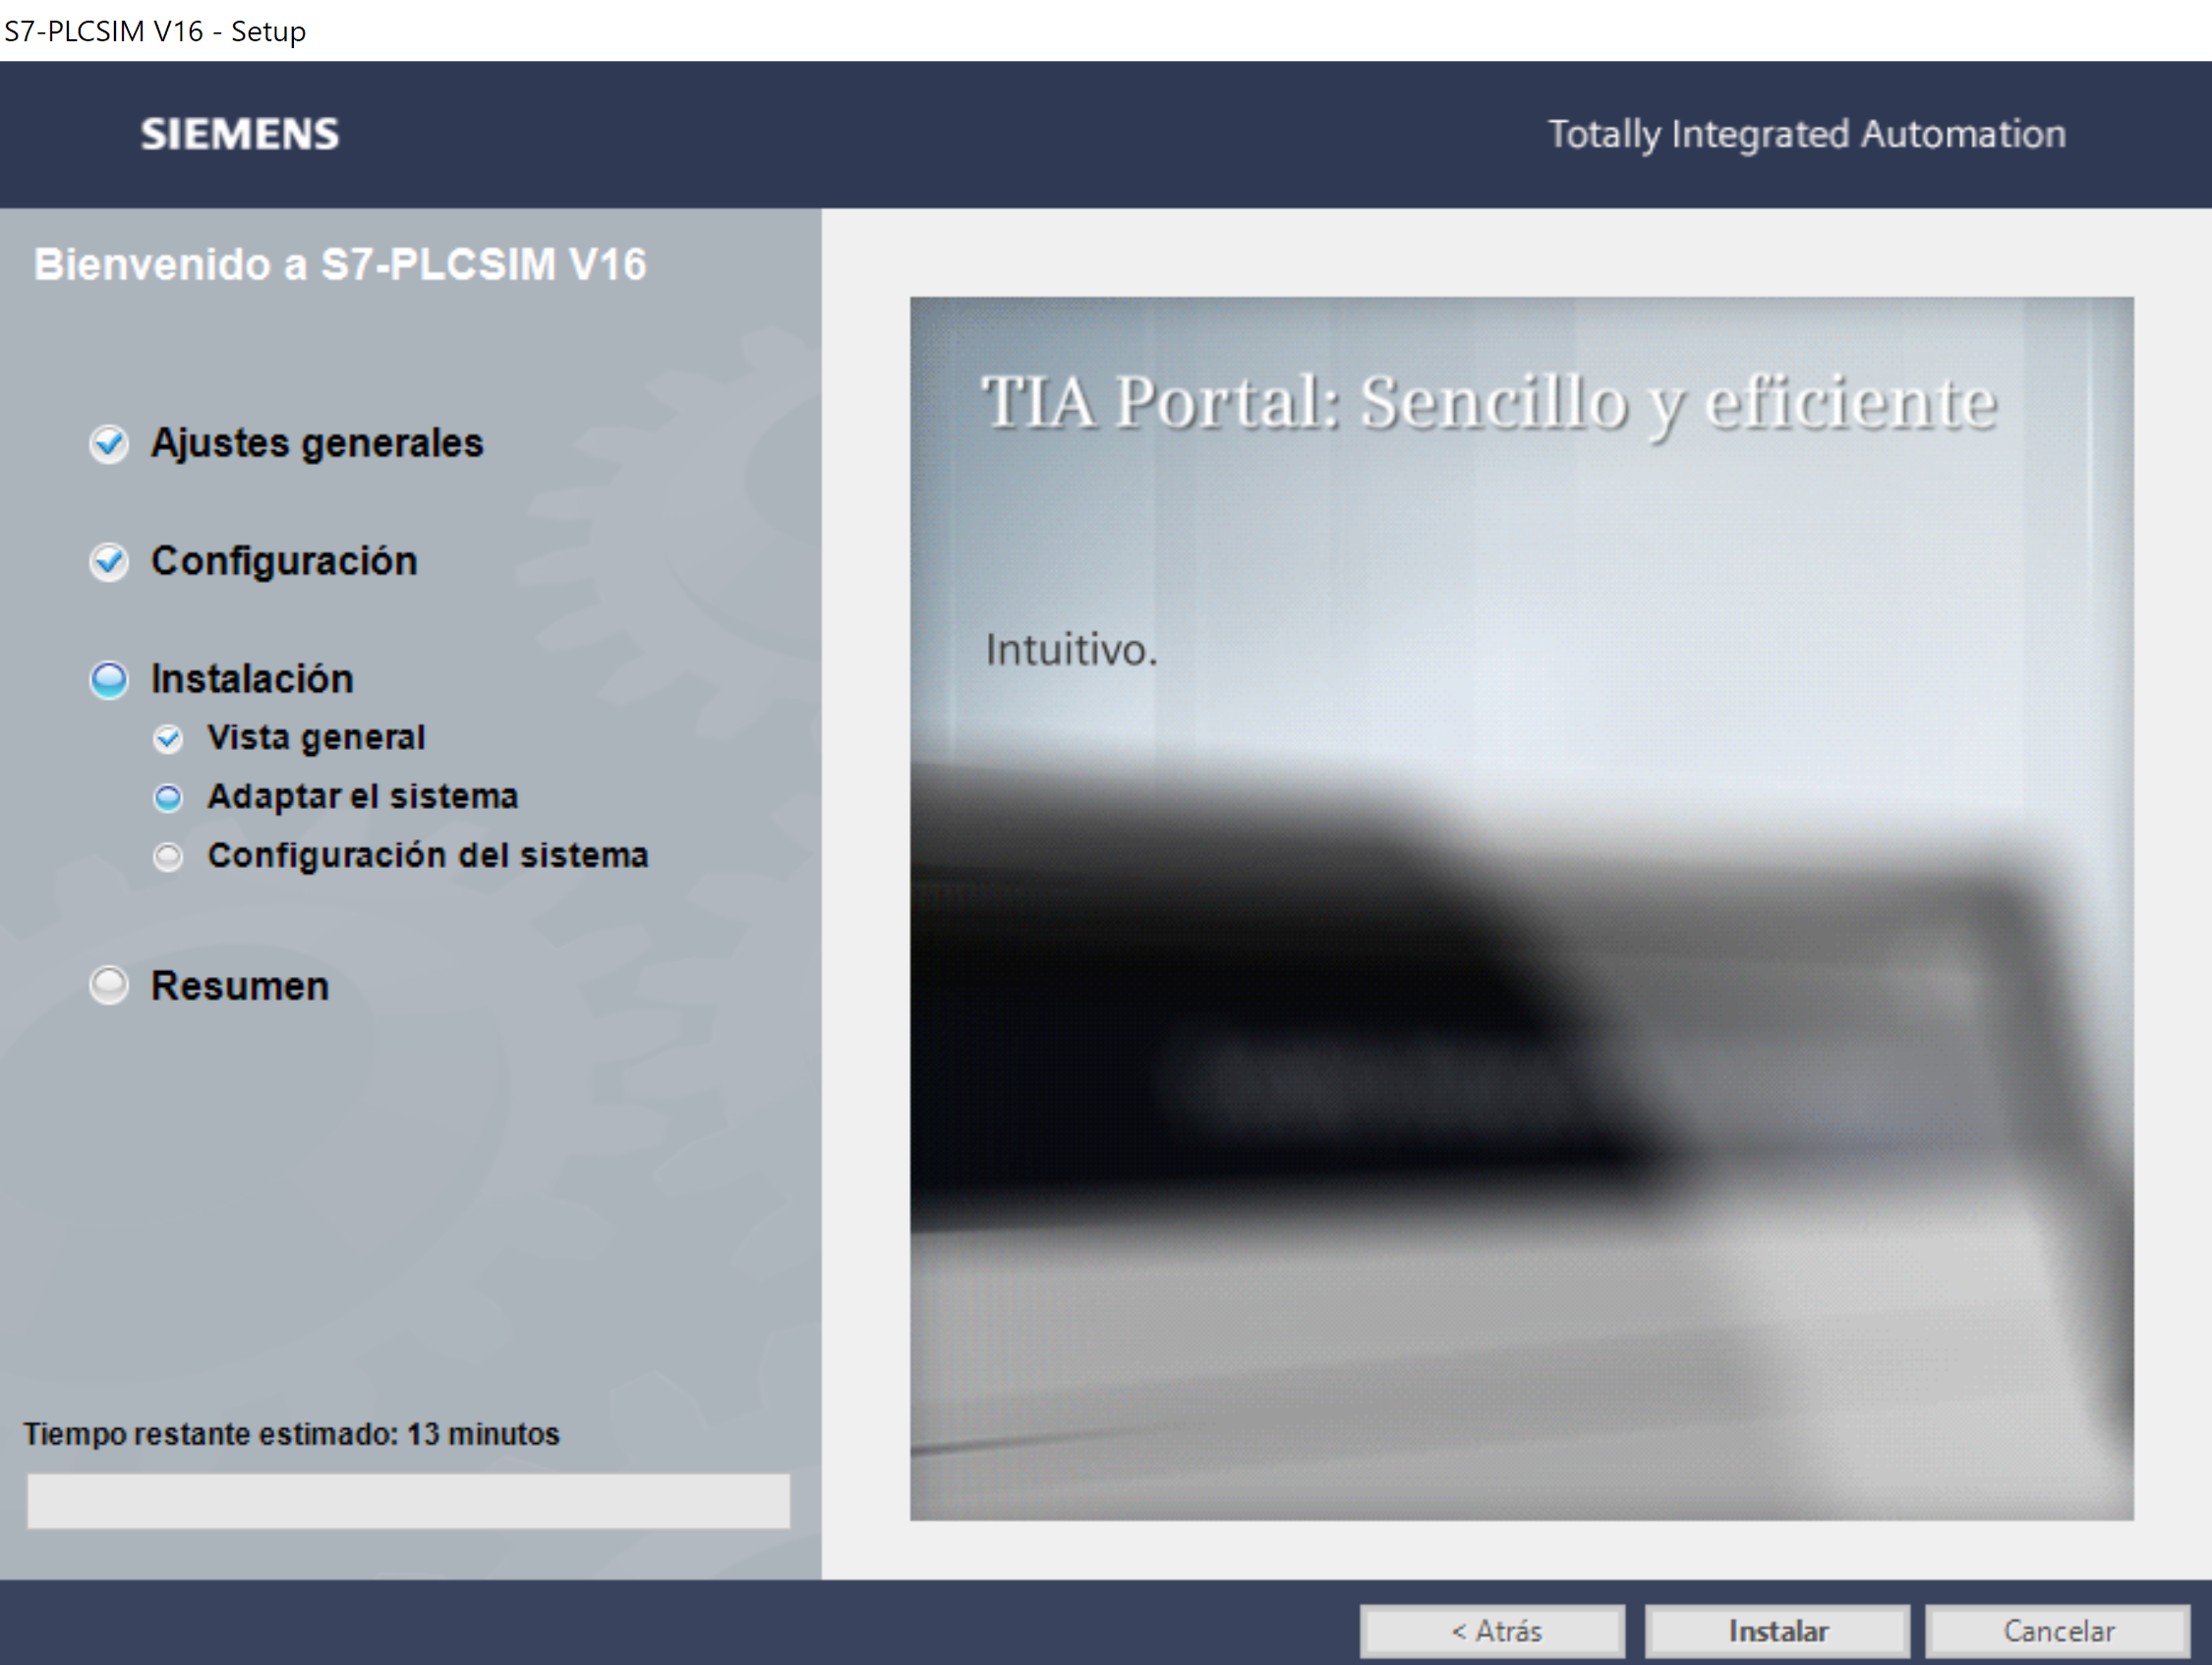 S7-PLCSIM V16 - Setup
SIEMENS
Totally Integrated Automation
Bienvenido a S7-PLCSIM V16
Ajustes generales
Configuración
Instalación
Vista general
Adaptar el sistema
Configuración del sistema
Resumen
Tiempo restante estimado: 13 minutos
TIA Portal: Sencillo y eficiente
Intuitivo.
< Atrás
Instalar
Cancelar